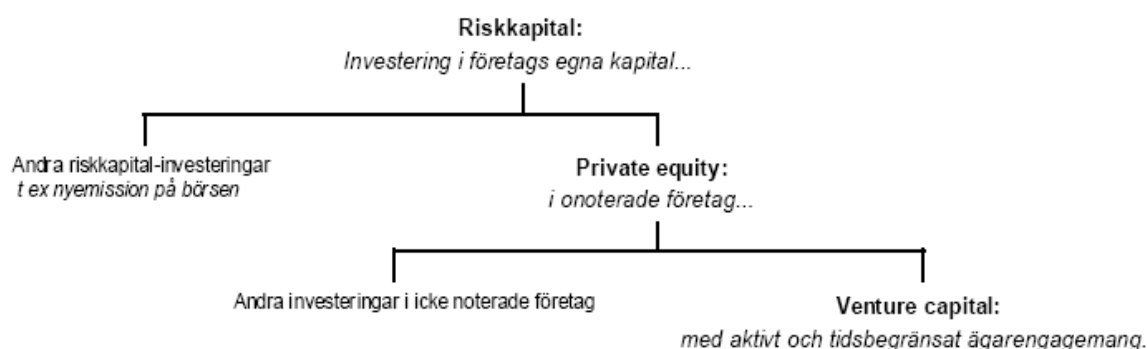 Riskkapital:
Investering i företags egna kapital...
Andra riskkapital-investeringar
t ex nyemission på börsen
Private equity:
i onoterade företag...
Andra investeringar i icke noterade företag
Venture capital:
med aktivt och tidsbegränsat ägarengagemang.